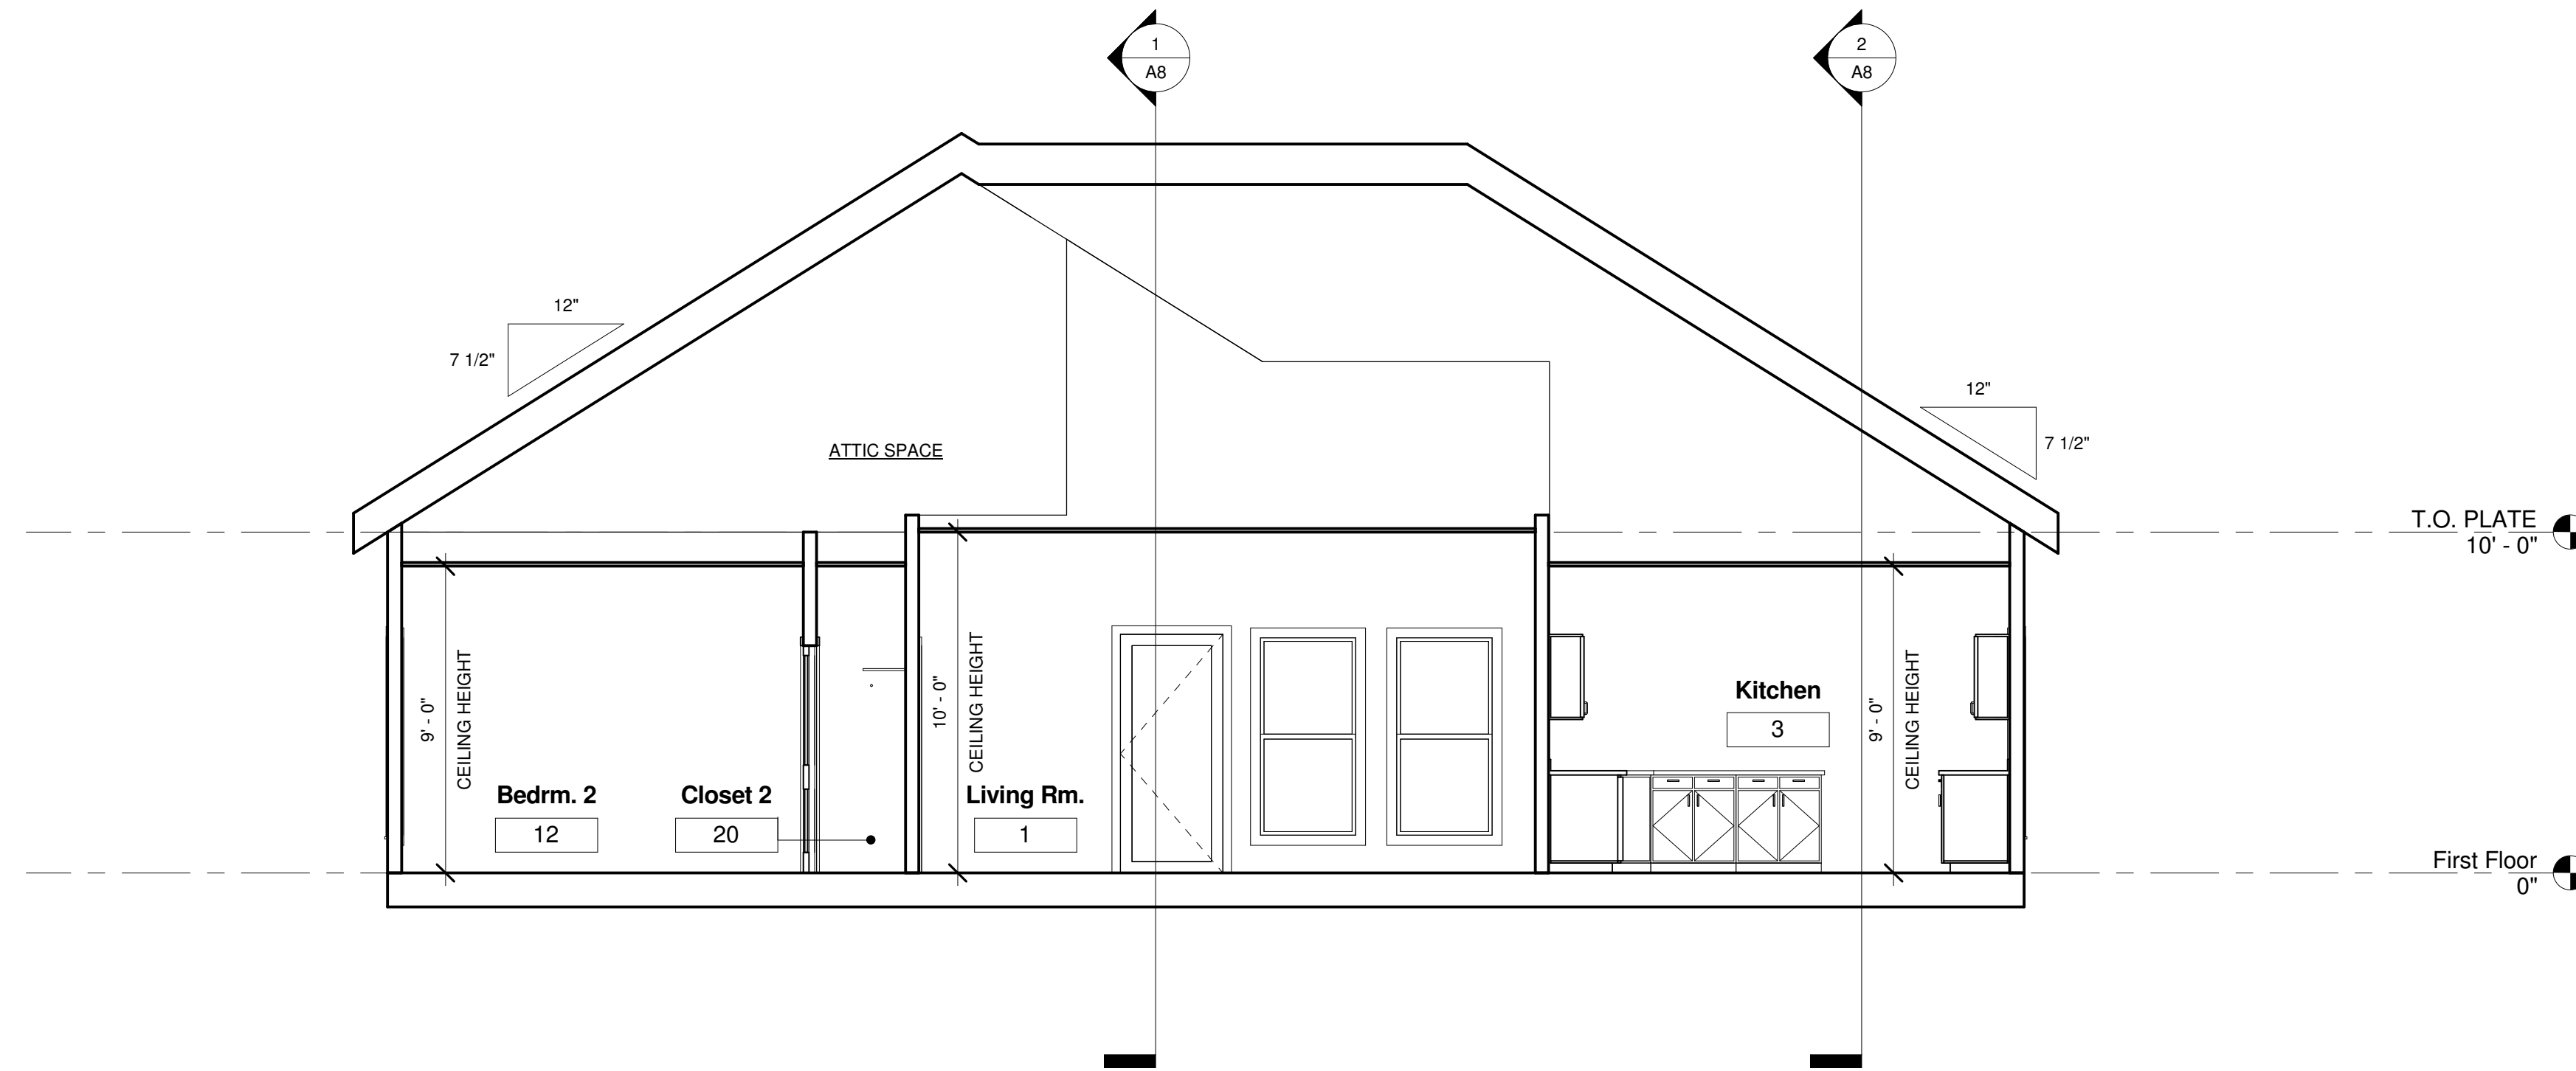 1
A8
2
A8
12"
7 1/2"
12"
7 1/2"
ATTIC SPACE
T.O. PLATE
10' - 0"
9' - 0"
CEILING HEIGHT
10' - 0"
CEILING HEIGHT
9' - 0"
CEILING HEIGHT
Kitchen
3
Bedrm. 2
12
Closet 2
20
Living Rm.
1
First Floor
0"